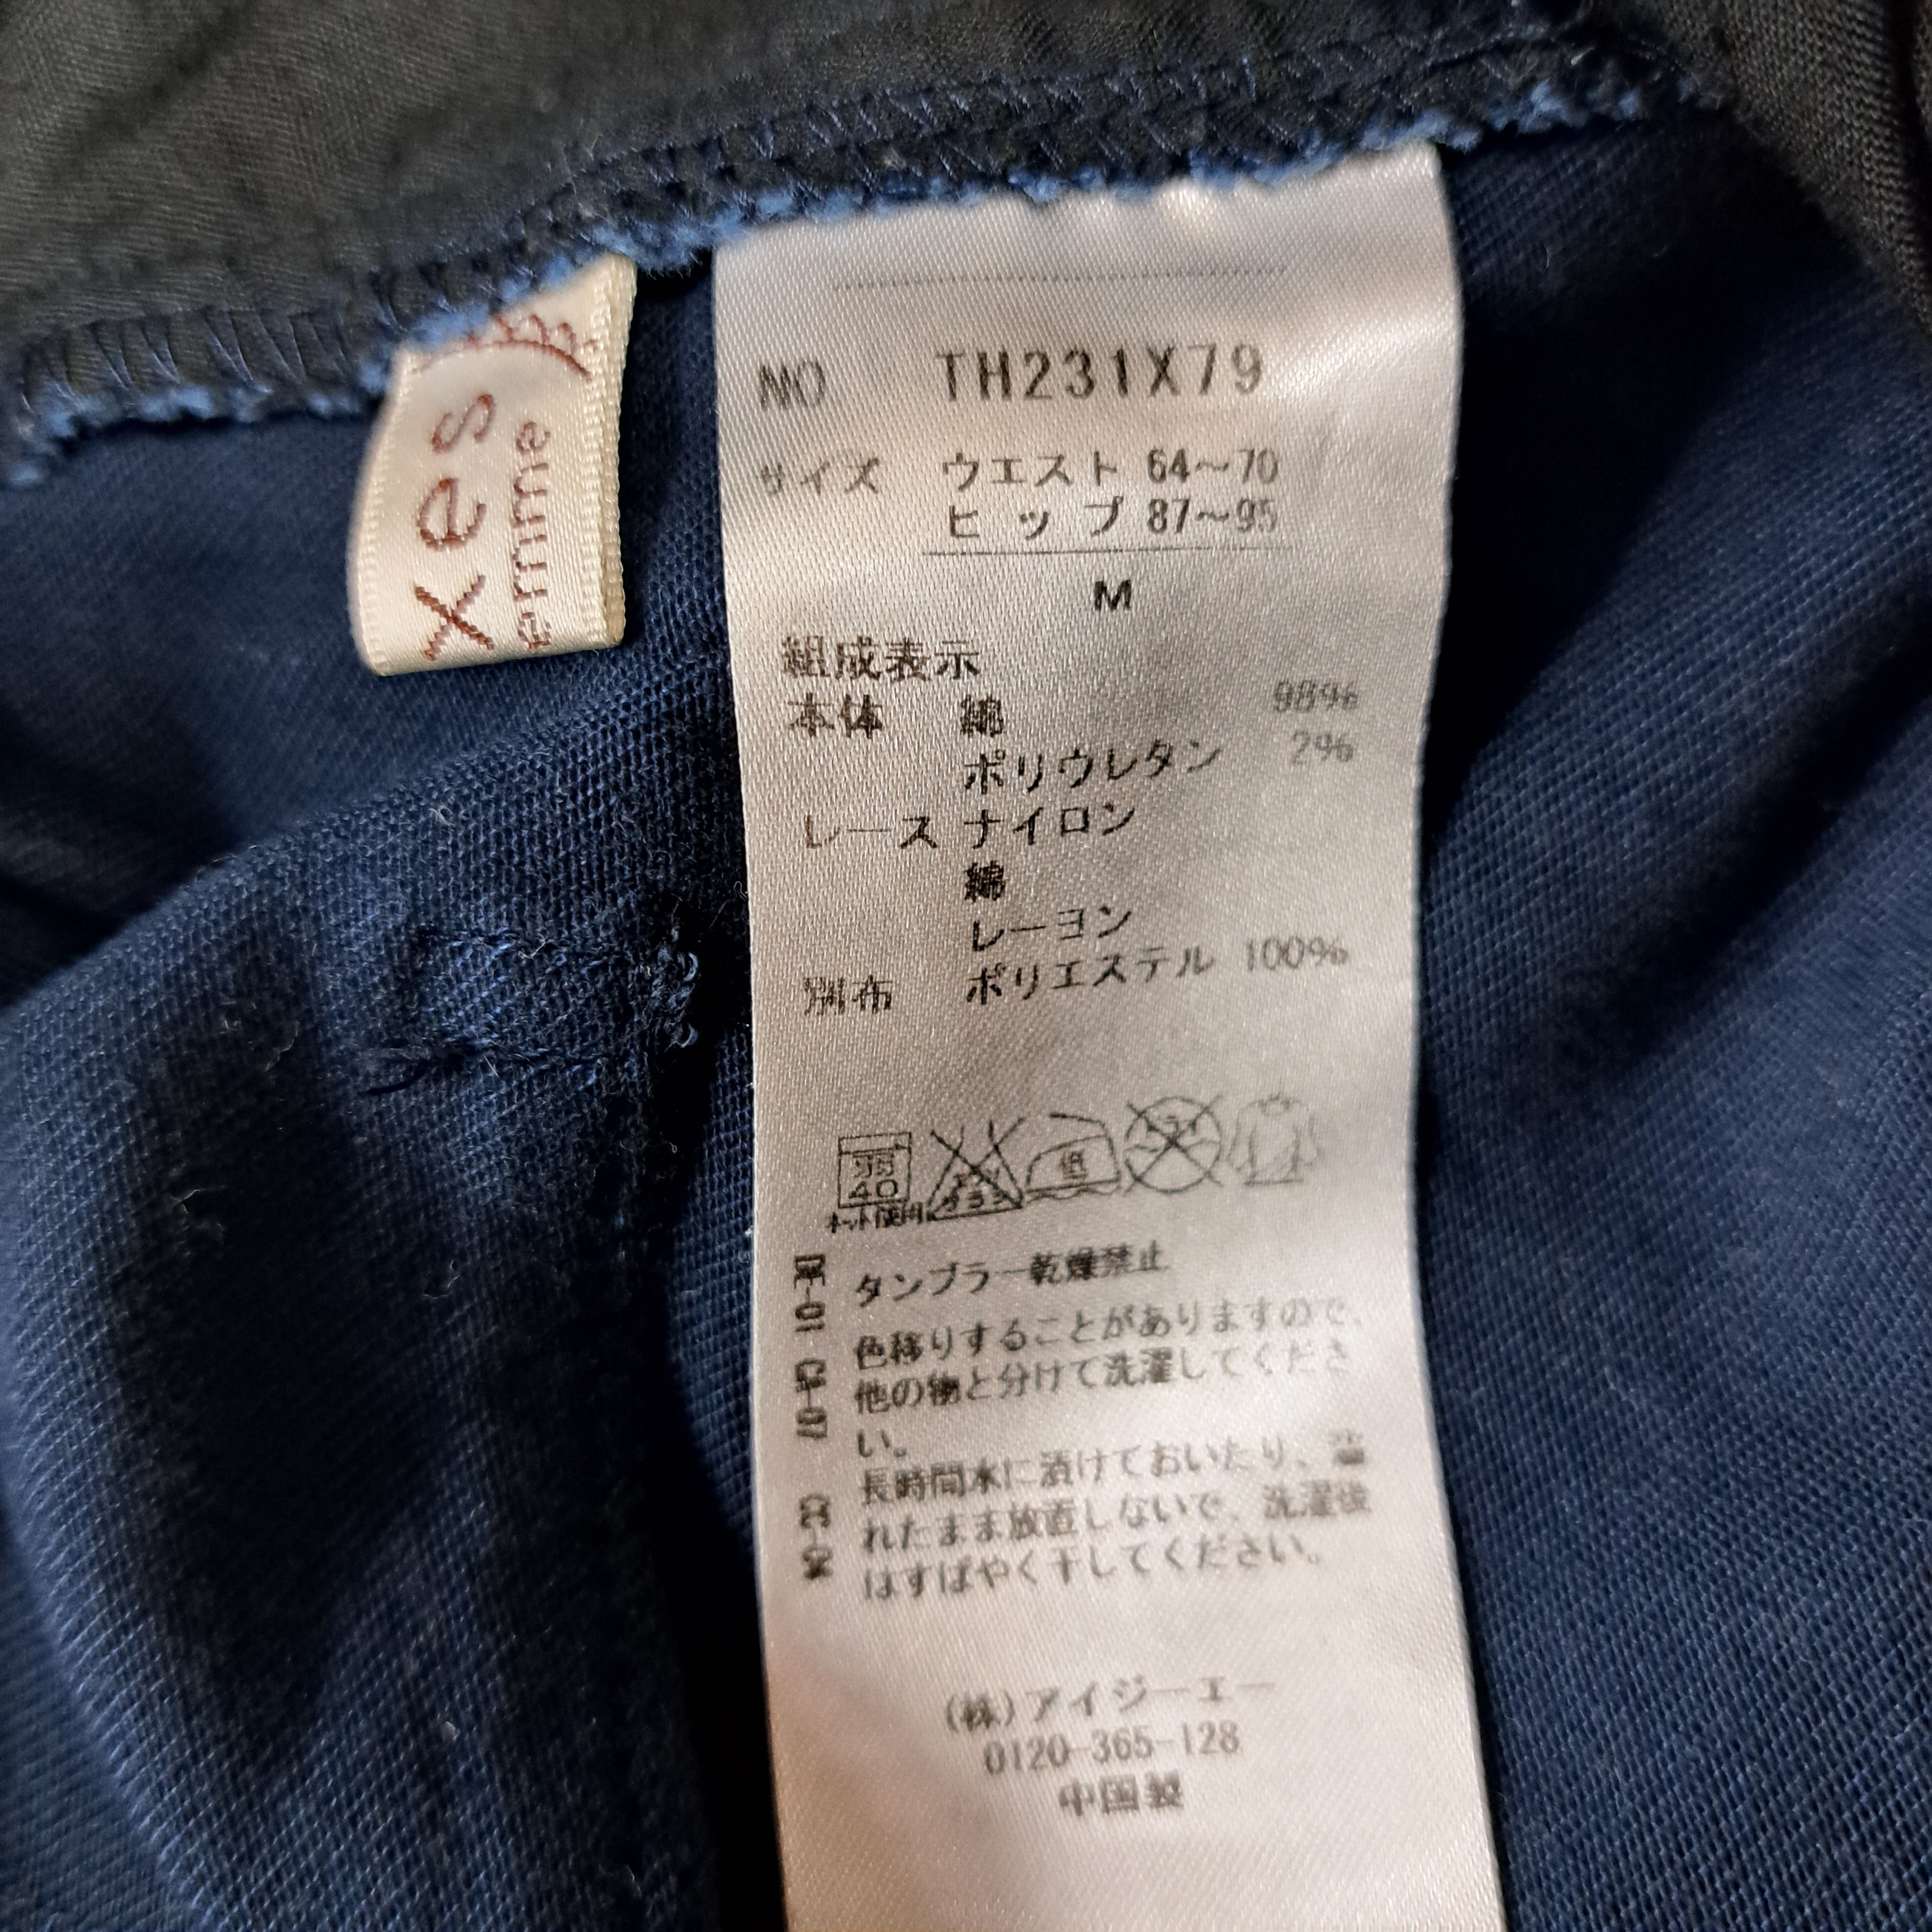 xes
emme
NO TH231X79
サイズ ウエスト 64～70
ヒップ 87～95
M
組成表示
本体 綿 98%
ポリウレタン 2%
レース ナイロン
綿
レーヨン
別布 ポリエステル 100%
40
ネット使用
低
タンブラー乾燥禁止
色移りすることがありますので、
他の物と分けて洗濯してくださ
い。
長時間水に漬けておいたり、濡
れたまま放置しないで、洗濯後
はすばやく干してください。
(株)アイジーエー
0120-365-128
中国製